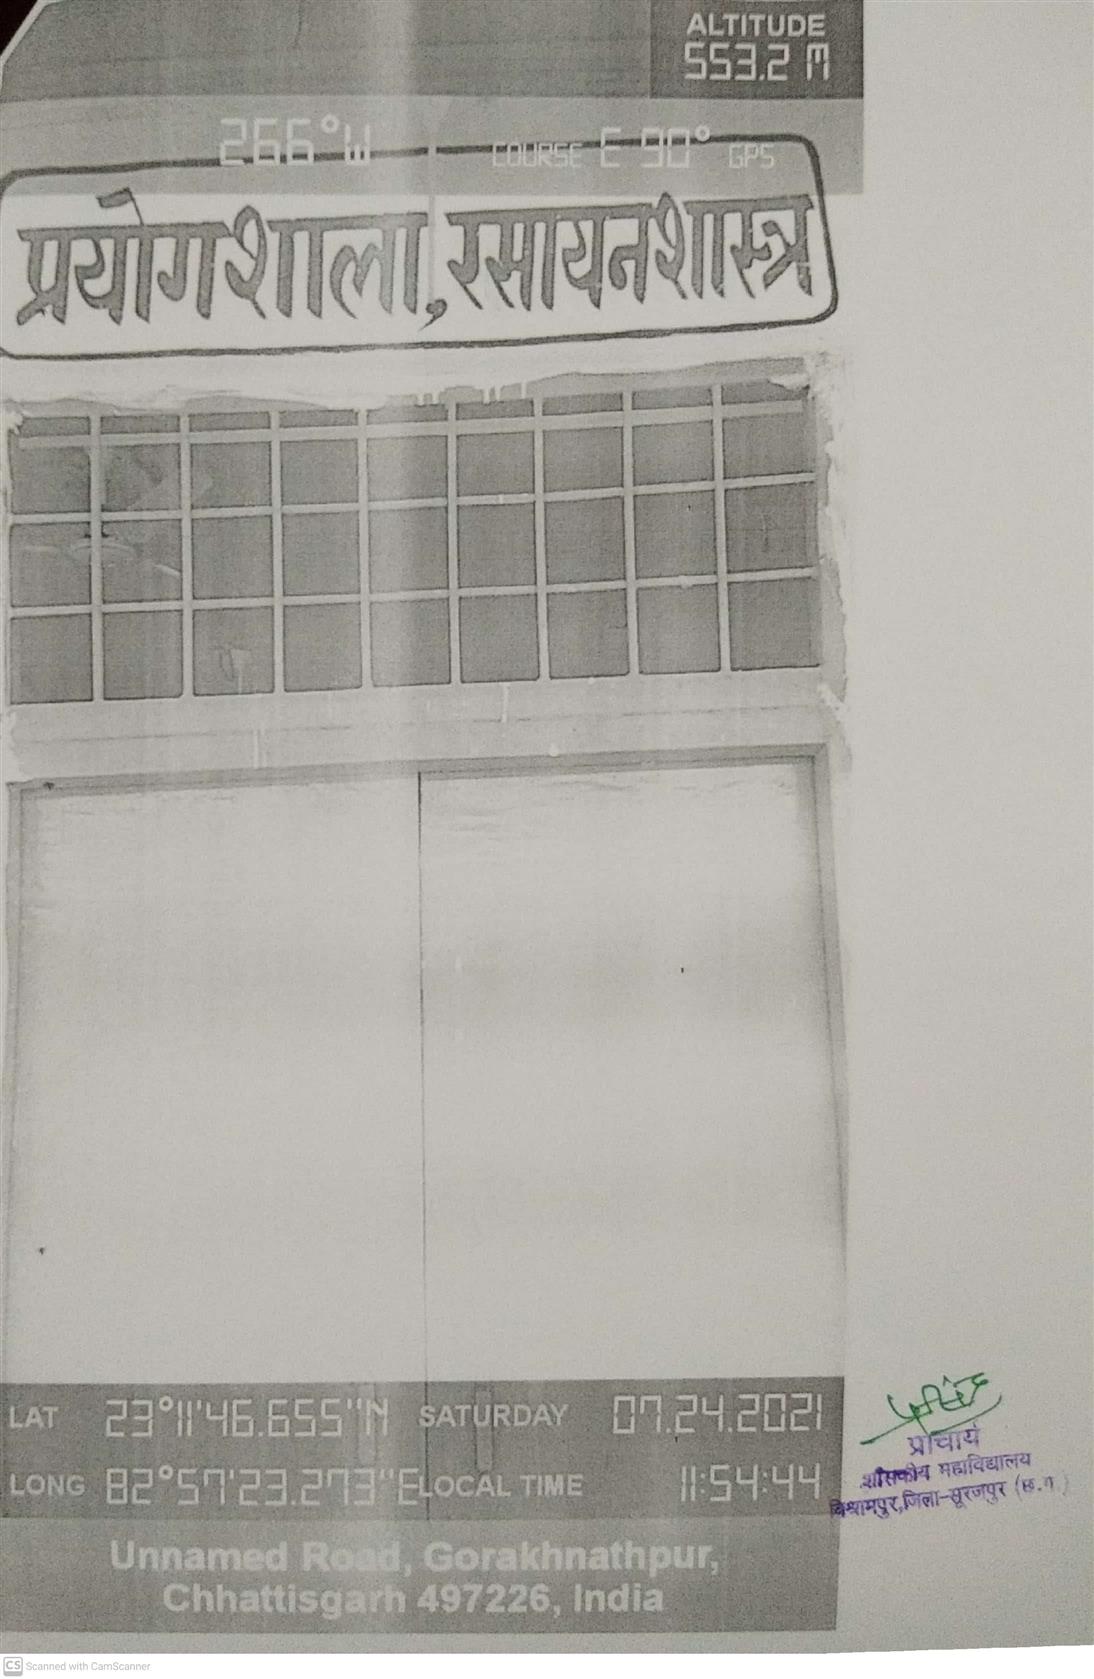 ALTITUDE
553.2 M
266°W COURSE E 90° GPS
प्रयोगशाला, रसायनशास्त्र
LAT 23°11'46.655"N SATURDAY 07.24.2021
LONG 82°57'23.273"E LOCAL TIME 11:54:44
Unnamed Road, Gorakhnathpur,
Chhattisgarh 497226, India
प्राचार्य
शासकीय महाविद्यालय
विश्रामपुर, जिला-सूरजपुर (छ.ग.)
CS Scanned with CamScanner